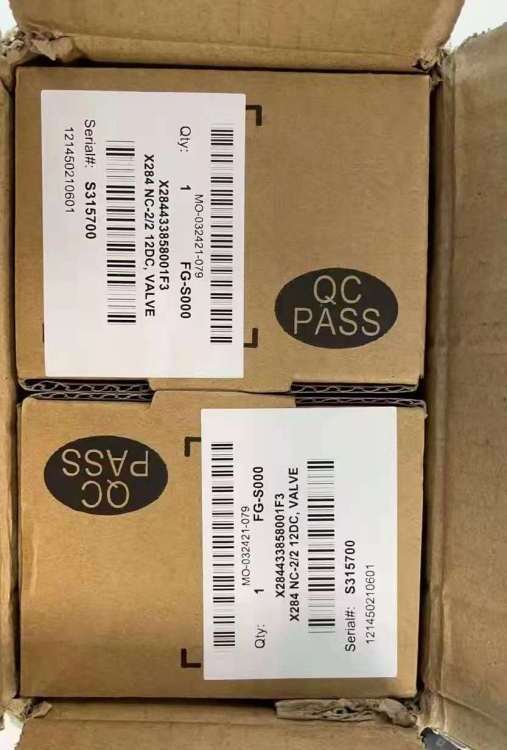 MO-032421-079
Qty: 1 FG-S000
X284433858001F3
X284 NC-2/2 12DC, VALVE
Serial#: S315700
121450210601
QC
PASS
QC
PASS
MO-032421-079
Qty: 1 FG-S000
X284433858001F3
X284 NC-2/2 12DC, VALVE
Serial#: S315700
121450210601